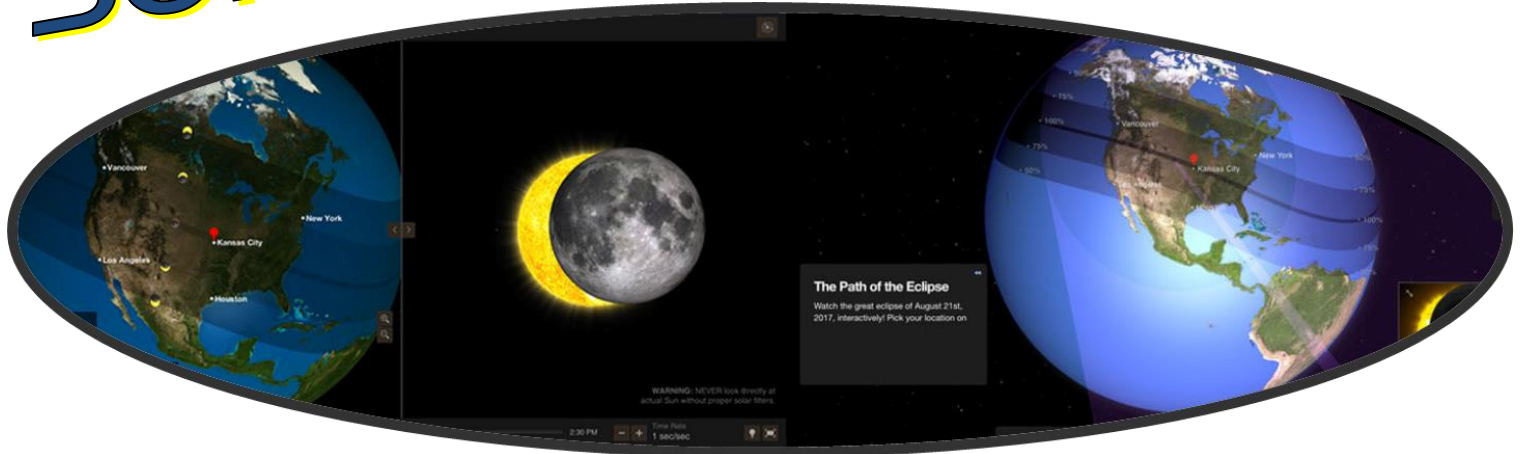 Vancouver
New York
Kansas City
Los Angeles
Houston
WARNING: NEVER look directly at
actual Sun without proper solar filters.
2:30 PM
Time Rate
1 sec/sec
The Path of the Eclipse
Watch the great eclipse of August 21st,
2017, interactively! Pick your location on
75%
100%
Vancouver
75%
New York
Kansas City
50%
Los Angeles
75%
100%
75%